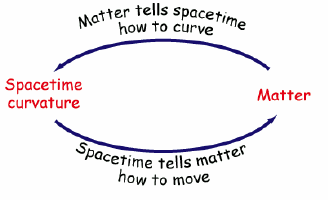 Matter tells spacetime
how to curve
Spacetime
curvature
Matter
Spacetime tells matter
how to move